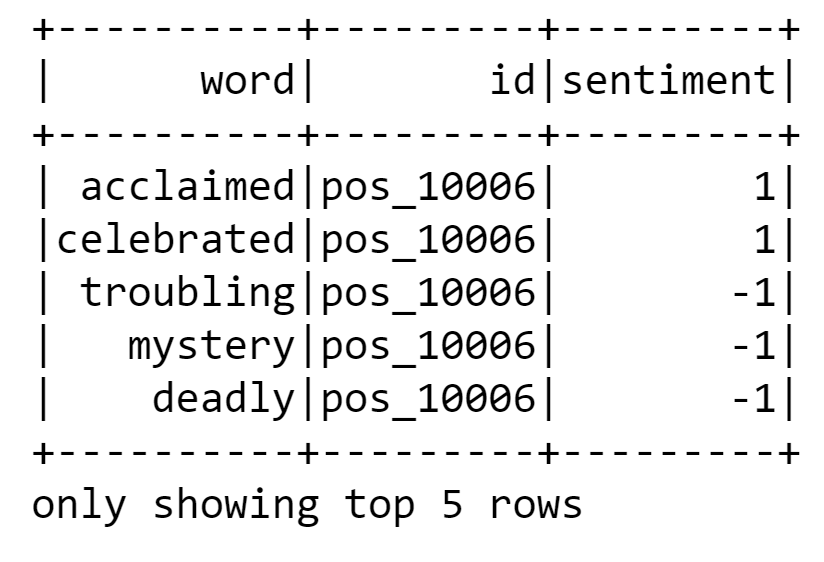 +----------+---------+---------+
|      word|       id|sentiment|
+----------+---------+---------+
| acclaimed|pos_10006|        1|
|celebrated|pos_10006|        1|
| troubling|pos_10006|       -1|
|   mystery|pos_10006|       -1|
|    deadly|pos_10006|       -1|
+----------+---------+---------+
only showing top 5 rows